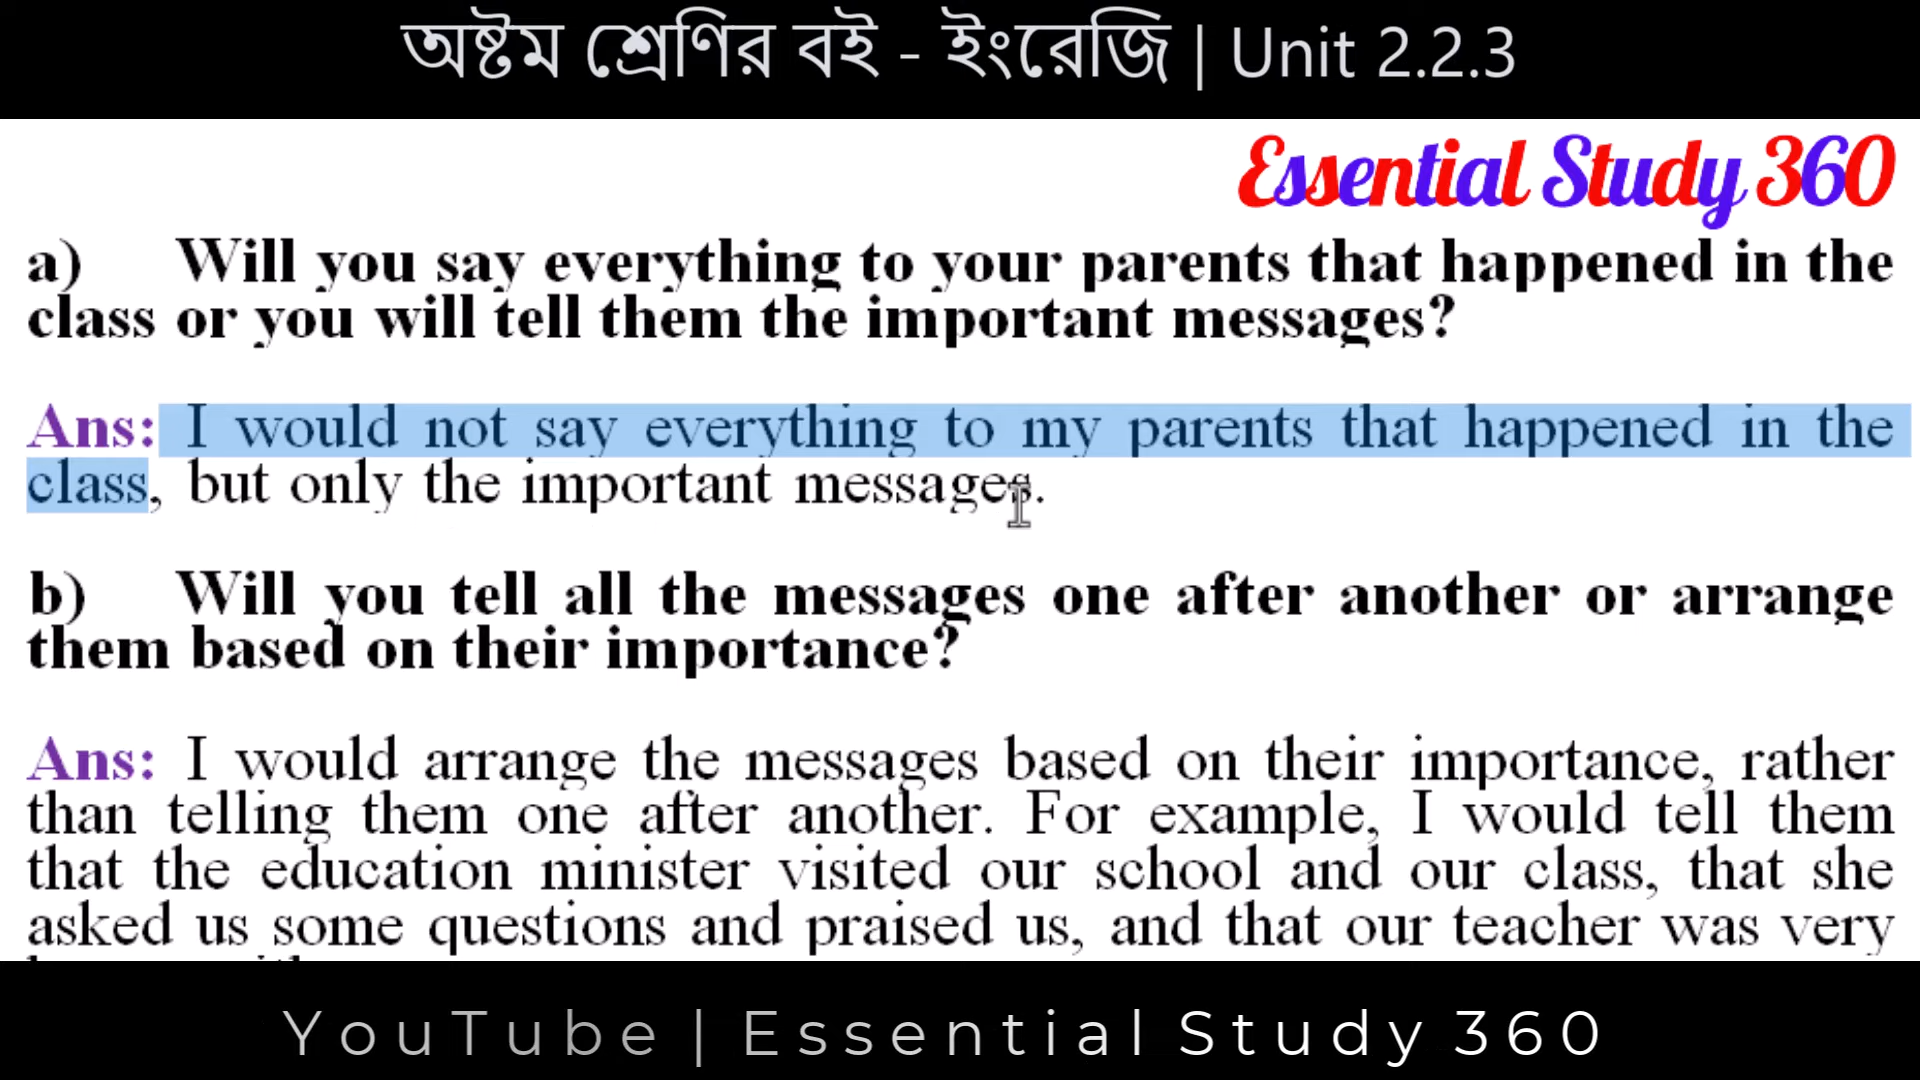 অষ্টম শ্রেণির বই - ইংরেজি | Unit 2.2.3
Essential Study 360
a) Will you say everything to your parents that happened in the
class or you will tell them the important messages?
Ans: I would not say everything to my parents that happened in the
class, but only the important messages.
b) Will you tell all the messages one after another or arrange
them based on their importance?
Ans: I would arrange the messages based on their importance, rather
than telling them one after another. For example, I would tell them
that the education minister visited our school and our class, that she
asked us some questions and praised us, and that our teacher was very
YouTube | Essential Study 360